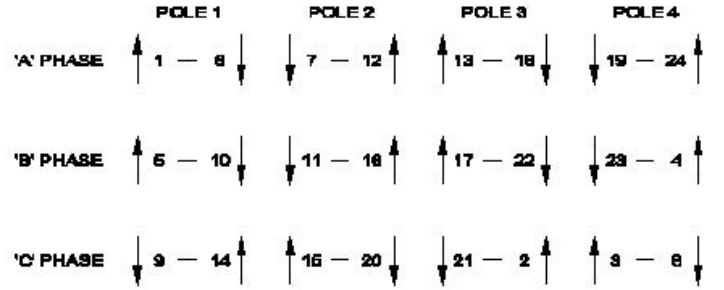 POLE 1 POLE 2 POLE 3 POLE 4
'A' PHASE 1 — 6 7 — 12 13 — 18 19 — 24
'B' PHASE 5 — 10 11 — 16 17 — 22 23 — 4
'C' PHASE 9 — 14 15 — 20 21 — 2 3 — 8